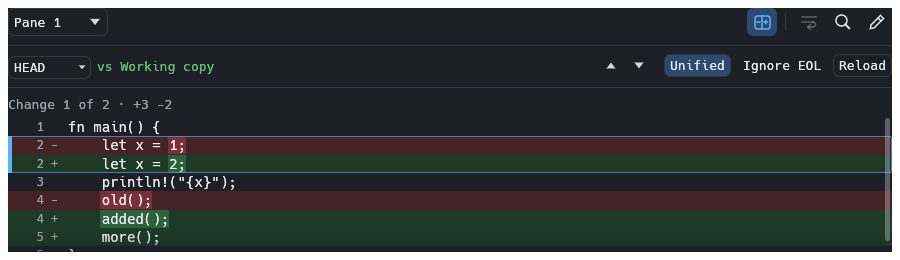 Pane 1
HEAD vs Working copy Unified Ignore EOL Reload
Change 1 of 2 · +3 -2
1 fn main() {
2 - let x = 1;
2 + let x = 2;
3 println!("{x}");
4 - old();
4 + added();
5 + more();